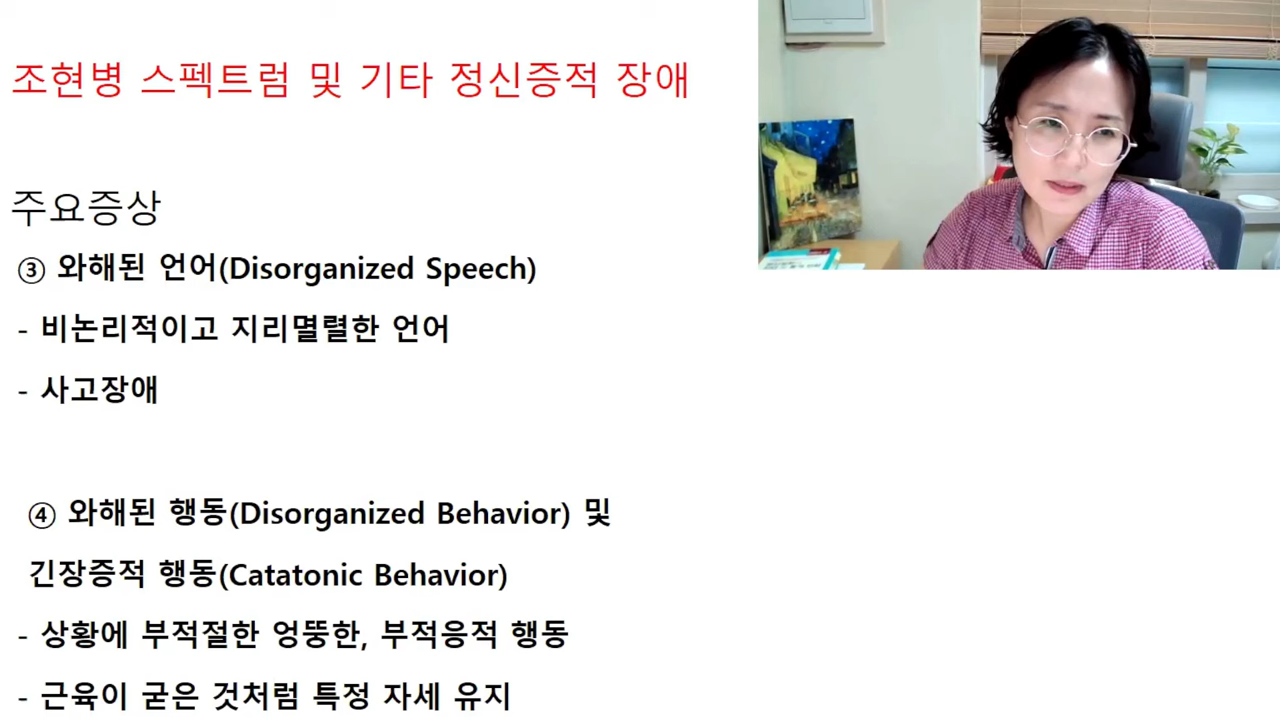 조현병 스펙트럼 및 기타 정신증적 장애
주요증상
③ 와해된 언어(Disorganized Speech)
- 비논리적이고 지리멸렬한 언어
- 사고장애
④ 와해된 행동(Disorganized Behavior) 및
긴장증적 행동(Catatonic Behavior)
- 상황에 부적절한 엉뚱한, 부적응적 행동
- 근육이 굳은 것처럼 특정 자세 유지